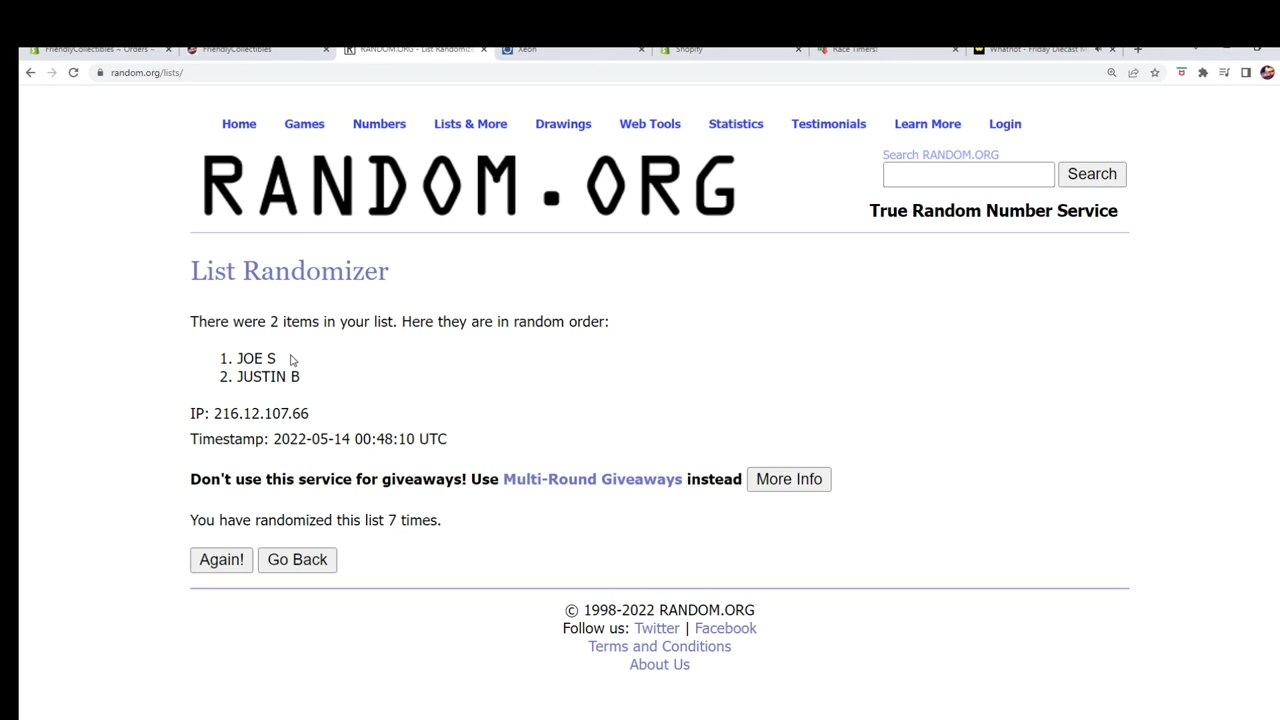 FriendlyCollectibles ~ Orders ~ FriendlyCollectibles RANDOM.ORG - List Randomize Xeon Shopify Race Timers: Whatnot - Friday Diecast M
random.org/lists/
Home Games Numbers Lists & More Drawings Web Tools Statistics Testimonials Learn More Login
RANDOM.ORG
Search RANDOM.ORG
Search
True Random Number Service
List Randomizer
There were 2 items in your list. Here they are in random order:
1. JOE S
2. JUSTIN B
IP: 216.12.107.66
Timestamp: 2022-05-14 00:48:10 UTC
Don't use this service for giveaways! Use Multi-Round Giveaways instead More Info
You have randomized this list 7 times.
Again! Go Back
© 1998-2022 RANDOM.ORG
Follow us: Twitter | Facebook
Terms and Conditions
About Us